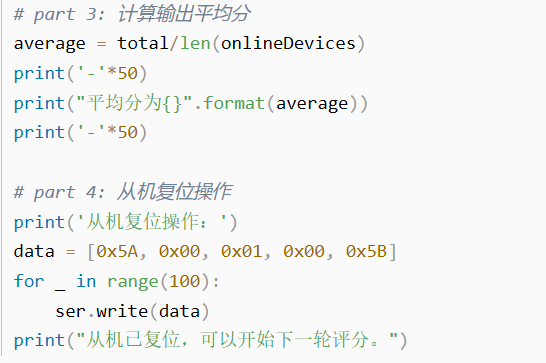 # part 3: 计算输出平均分
average = total/len(onlineDevices)
print('-'*50)
print("平均分为{}".format(average))
print('-'*50)
# part 4: 从机复位操作
print('从机复位操作：')
data = [0x5A, 0x00, 0x01, 0x00, 0x5B]
for _ in range(100):
    ser.write(data)
print("从机已复位，可以开始下一轮评分。")